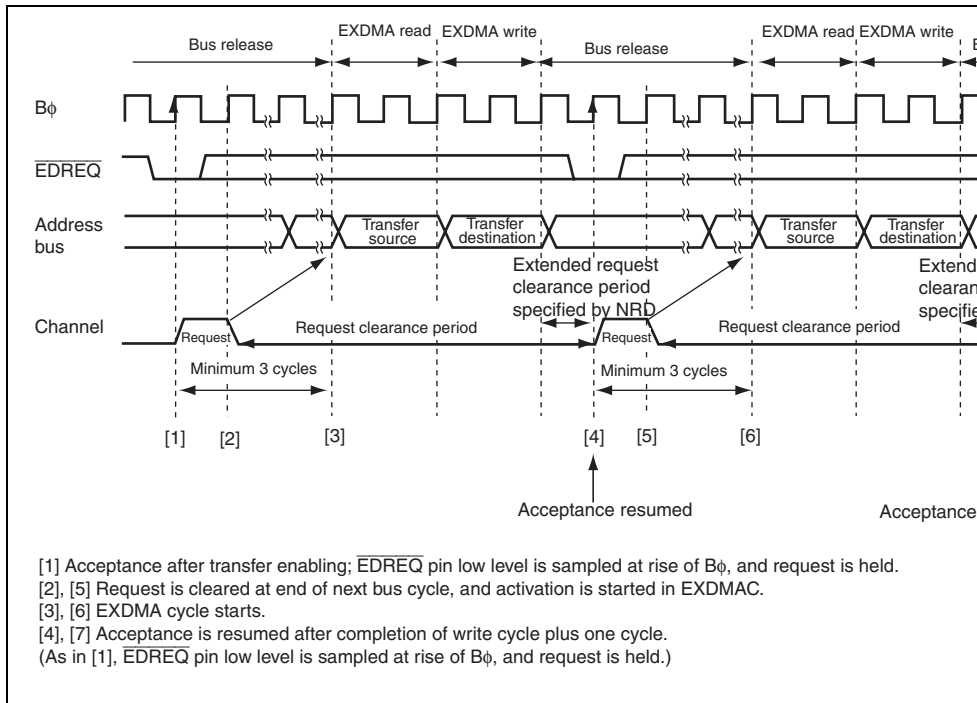 Bus release EXDMA read EXDMA write Bus release EXDMA read EXDMA write
Bφ
EDREQ
Address bus
Transfer source
Transfer destination
Transfer source
Transfer destination
Extended request
clearance period
specified by NRD
Extend
clearan
specifie
Channel
Request
Request clearance period
Request
Request clearance period
Minimum 3 cycles
Minimum 3 cycles
[1] [2] [3] [4] [5] [6]
Acceptance resumed
Acceptance
[1] Acceptance after transfer enabling; EDREQ pin low level is sampled at rise of Bφ, and request is held.
[2], [5] Request is cleared at end of next bus cycle, and activation is started in EXDMAC.
[3], [6] EXDMA cycle starts.
[4], [7] Acceptance is resumed after completion of write cycle plus one cycle.
(As in [1], EDREQ pin low level is sampled at rise of Bφ, and request is held.)